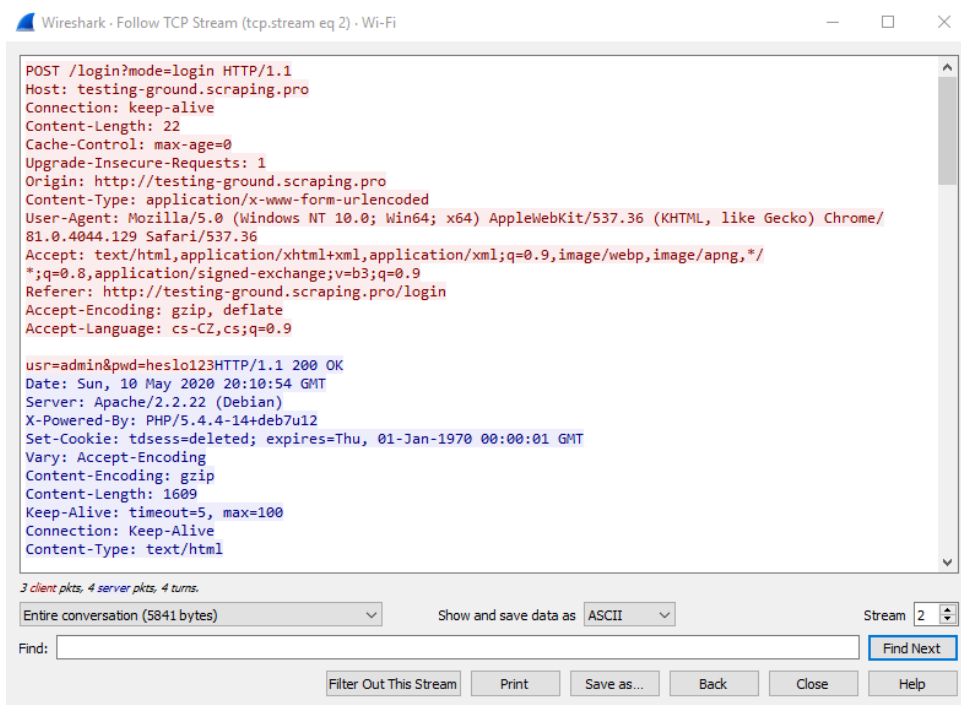 Wireshark · Follow TCP Stream (tcp.stream eq 2) · Wi-Fi
POST /login?mode=login HTTP/1.1
Host: testing-ground.scraping.pro
Connection: keep-alive
Content-Length: 22
Cache-Control: max-age=0
Upgrade-Insecure-Requests: 1
Origin: http://testing-ground.scraping.pro
Content-Type: application/x-www-form-urlencoded
User-Agent: Mozilla/5.0 (Windows NT 10.0; Win64; x64) AppleWebKit/537.36 (KHTML, like Gecko) Chrome/
81.0.4044.129 Safari/537.36
Accept: text/html,application/xhtml+xml,application/xml;q=0.9,image/webp,image/apng,*/
*;q=0.8,application/signed-exchange;v=b3;q=0.9
Referer: http://testing-ground.scraping.pro/login
Accept-Encoding: gzip, deflate
Accept-Language: cs-CZ,cs;q=0.9
usr=admin&pwd=heslo123HTTP/1.1 200 OK
Date: Sun, 10 May 2020 20:10:54 GMT
Server: Apache/2.2.22 (Debian)
X-Powered-By: PHP/5.4.4-14+deb7u12
Set-Cookie: tdsess=deleted; expires=Thu, 01-Jan-1970 00:00:01 GMT
Vary: Accept-Encoding
Content-Encoding: gzip
Content-Length: 1609
Keep-Alive: timeout=5, max=100
Connection: Keep-Alive
Content-Type: text/html
3 client pkts, 4 server pkts, 4 turns.
Entire conversation (5841 bytes) Show and save data as ASCII Stream 2
Find: Find Next
Filter Out This Stream Print Save as... Back Close Help